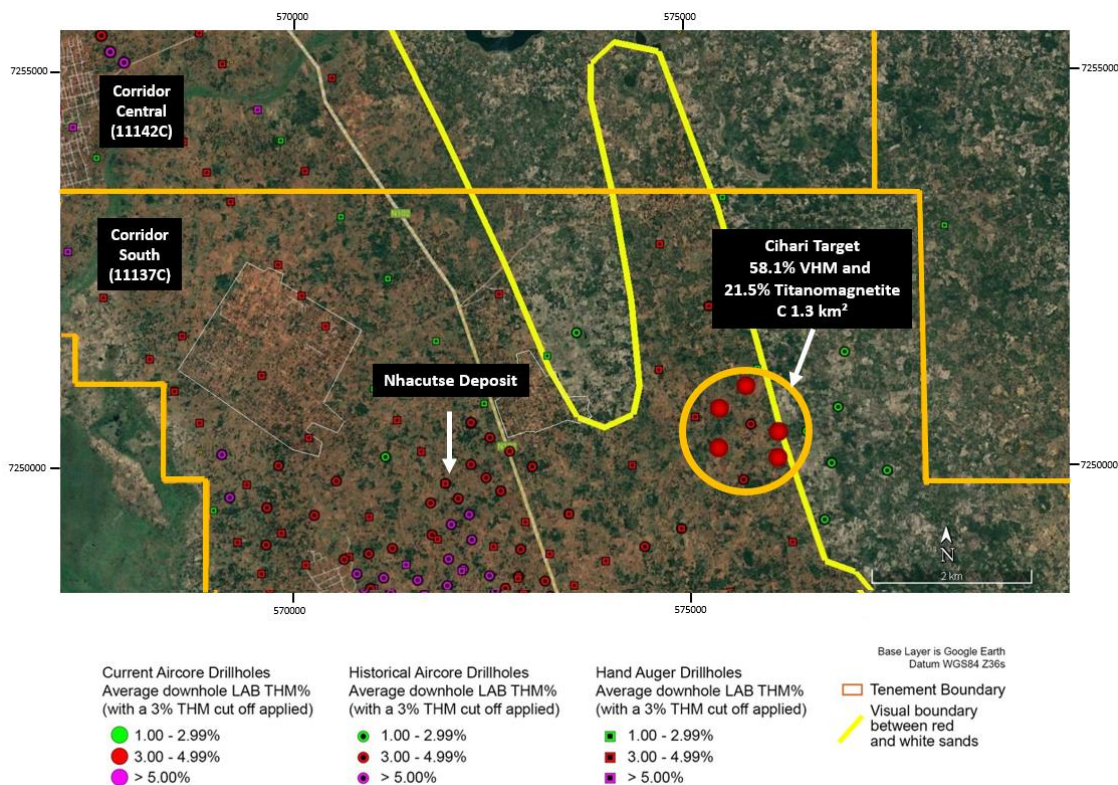 570000
575000
7255000
7255000
Corridor
Central
(11142C)
Corridor
South
(11137C)
Cihari Target
58.1% VHM and
21.5% Titanomagnetite
C 1.3 km²
Nhacutse Deposit
7250000
7250000
N
2 km
570000
575000
Base Layer is Google Earth
Datum WGS84 Z36s
Current Aircore Drillholes
Average downhole LAB THM%
(with a 3% THM cut off applied)
1.00 - 2.99%
3.00 - 4.99%
> 5.00%
Historical Aircore Drillholes
Average downhole LAB THM%
(with a 3% THM cut off applied)
1.00 - 2.99%
3.00 - 4.99%
> 5.00%
Hand Auger Drillholes
Average downhole LAB THM%
(with a 3% THM cut off applied)
1.00 - 2.99%
3.00 - 4.99%
> 5.00%
Tenement Boundary
Visual boundary
between red
and white sands